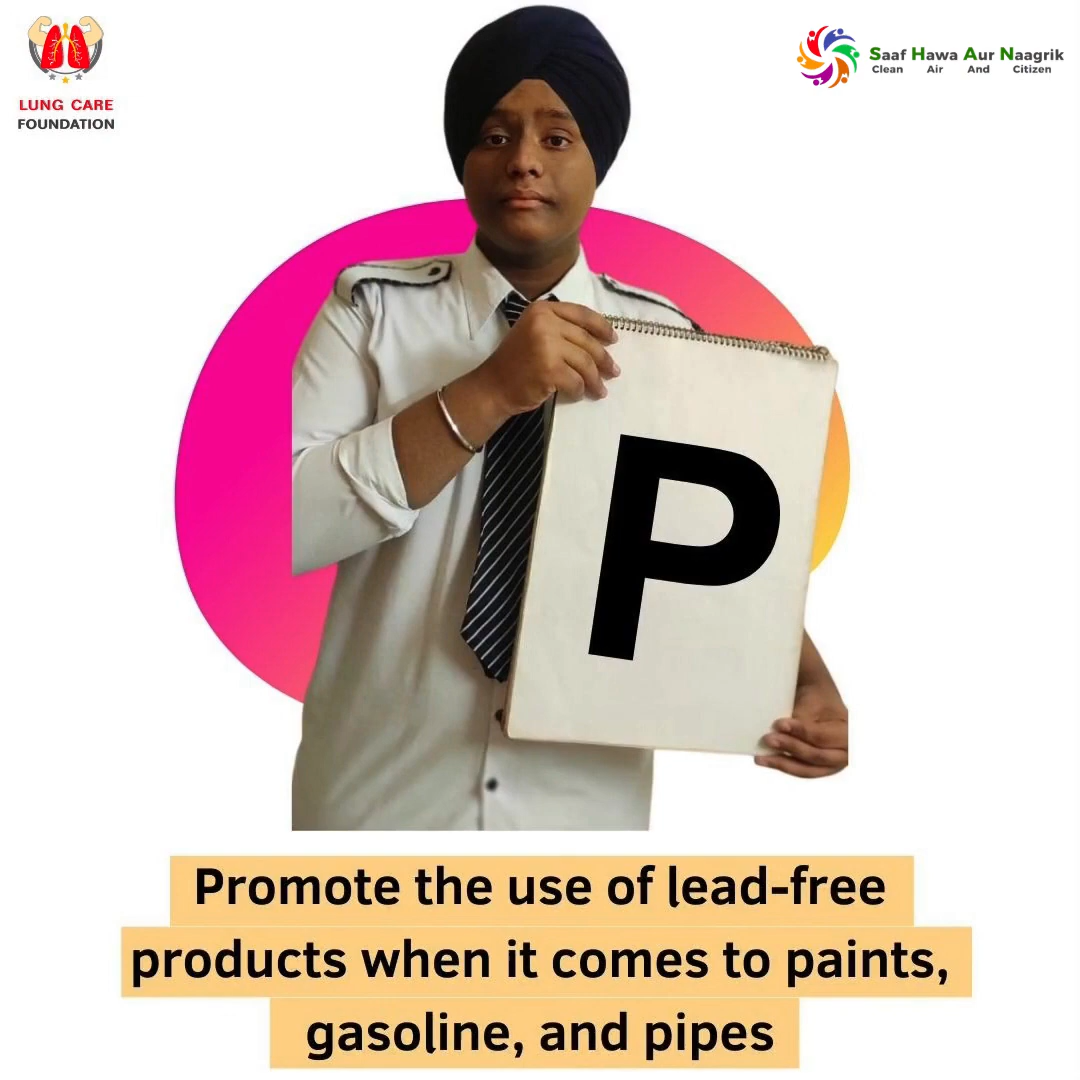 LUNG CARE
FOUNDATION
Saaf Hawa Aur Naagrik
Clean Air And Citizen
P
Promote the use of lead-free
products when it comes to paints,
gasoline, and pipes